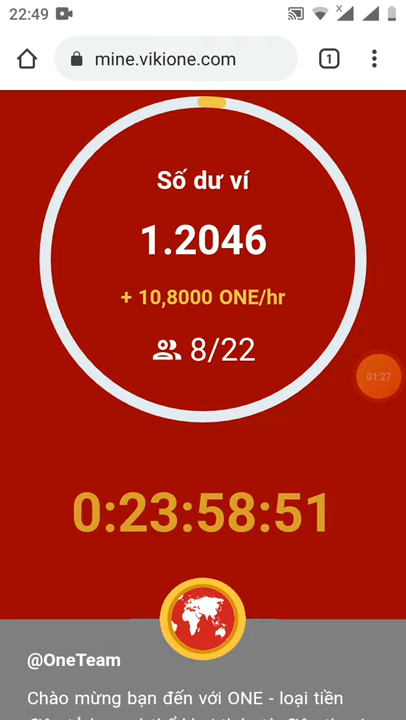 22:49
mine.vikione.com
1
Số dư ví
1.2046
+ 10,8000 ONE/hr
8/22
01:27
0:23:58:51
@OneTeam
Chào mừng bạn đến với ONE - loại tiền